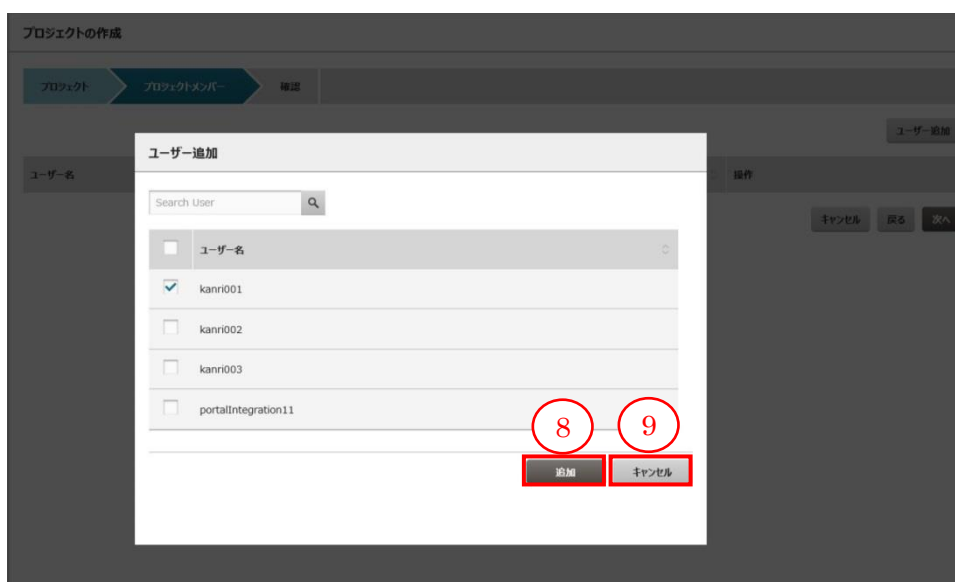 プロジェクトの作成
プロジェクト
プロジェクトメンバー
確認
ユーザー追加
ユーザー名
操作
キャンセル
戻る
次へ
ユーザー追加
Search User
ユーザー名
kanri001
kanri002
kanri003
portalIntegration11
8
9
追加
キャンセル